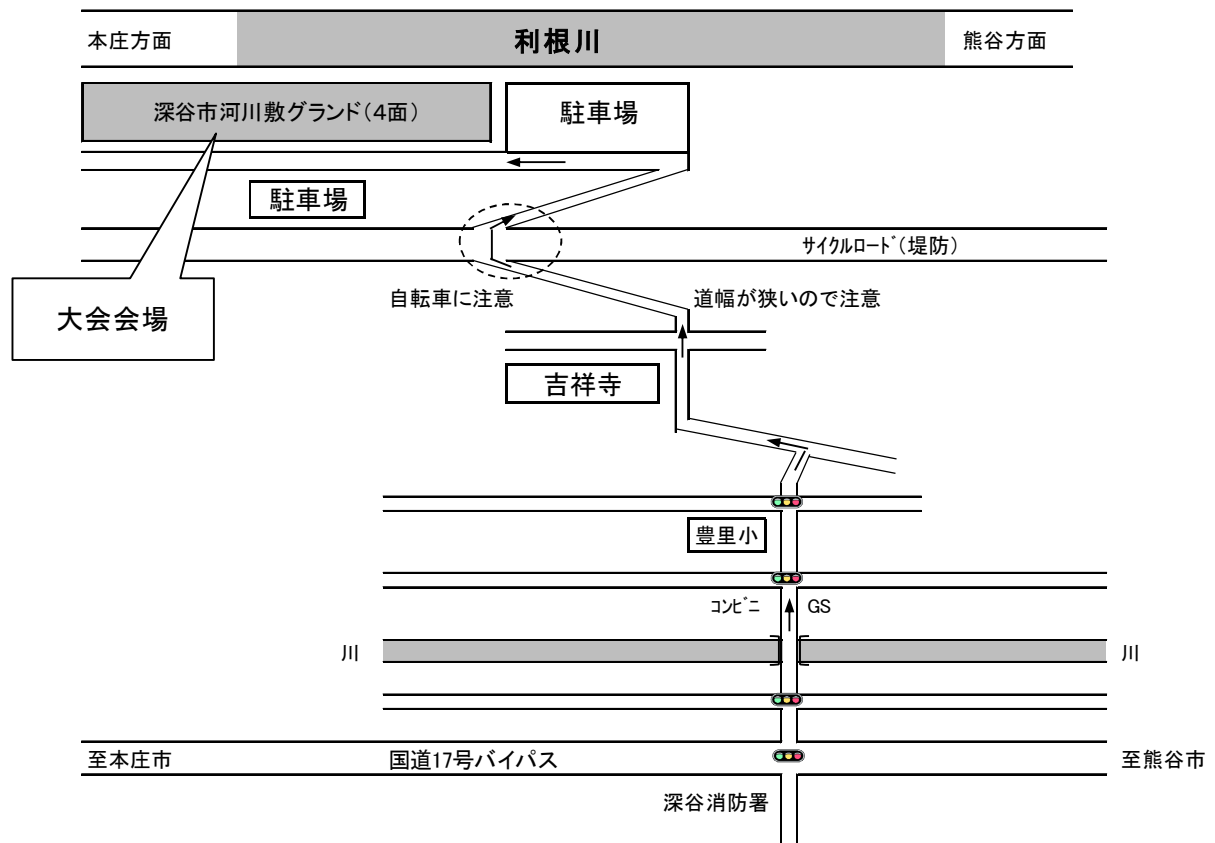 本庄方面
利根川
熊谷方面
深谷市河川敷グランド(4面)
駐車場
駐車場
サイクルロード(堤防)
大会会場
自転車に注意
道幅が狭いので注意
吉祥寺
豊里小
コンビニ
GS
川
川
至本庄市
国道17号バイパス
至熊谷市
深谷消防署